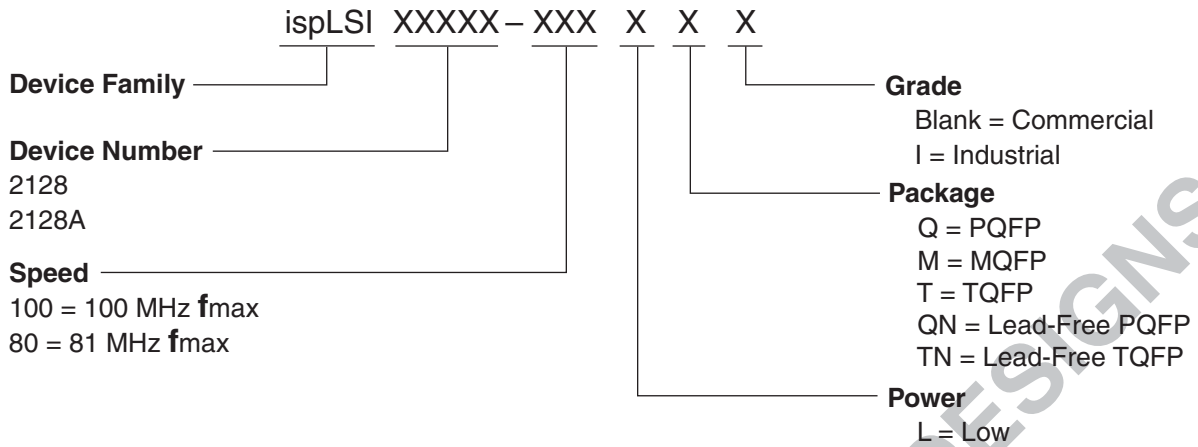 ispLSI XXXXX – XXX X X X
Device Family
Device Number
2128
2128A
Speed
100 = 100 MHz fmax
80 = 81 MHz fmax
Grade
Blank = Commercial
I = Industrial
Package
Q = PQFP
M = MQFP
T = TQFP
QN = Lead-Free PQFP
TN = Lead-Free TQFP
Power
L = Low
DESIGNS